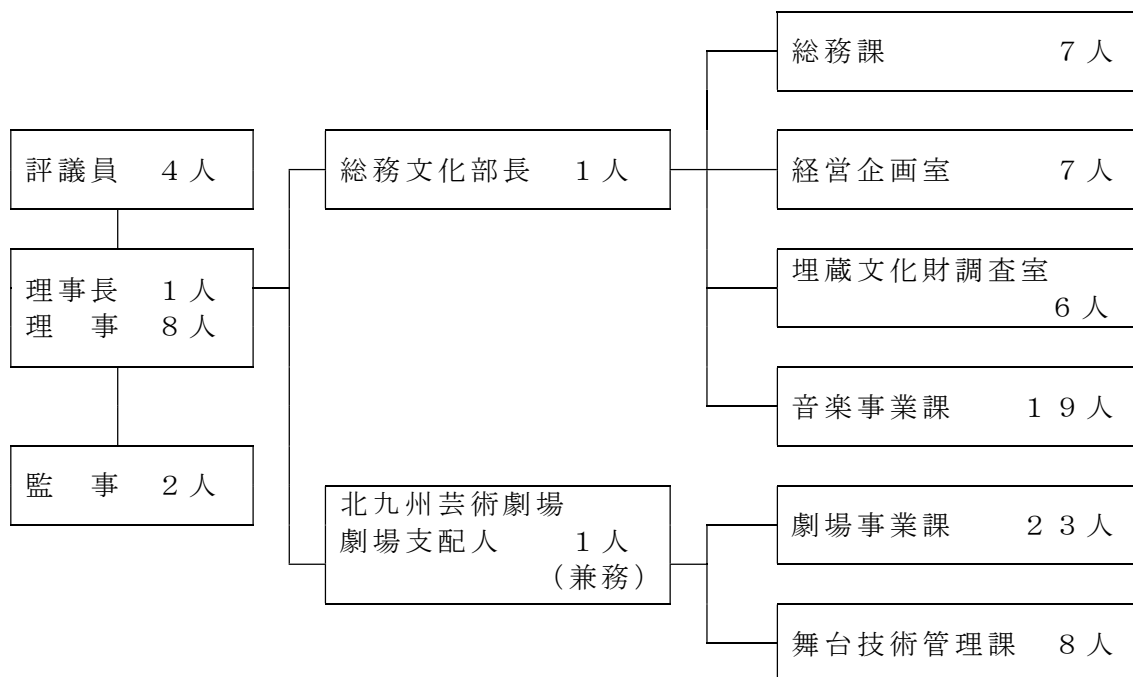 評議員　４人
理事長　１人
理　事　８人
監　事　２人
総務文化部長　１人
北九州芸術劇場
劇場支配人　１人
（兼務）
総務課　７人
経営企画室　７人
埋蔵文化財調査室
６人
音楽事業課　１９人
劇場事業課　２３人
舞台技術管理課　８人